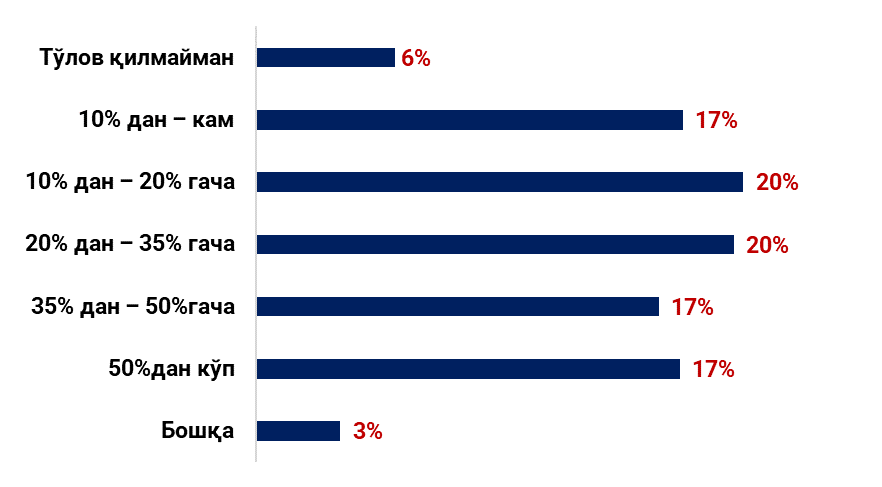 Тўлов қилмайман 6%
10% дан – кам 17%
10% дан – 20% гача 20%
20% дан – 35% гача 20%
35% дан – 50%гача 17%
50%дан кўп 17%
Бошқа 3%